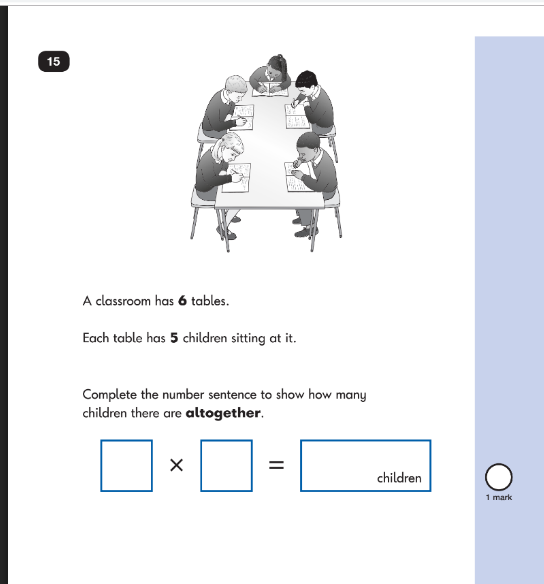 15
A classroom has 6 tables.
Each table has 5 children sitting at it.
Complete the number sentence to show how many
children there are altogether.
× =
children
1 mark